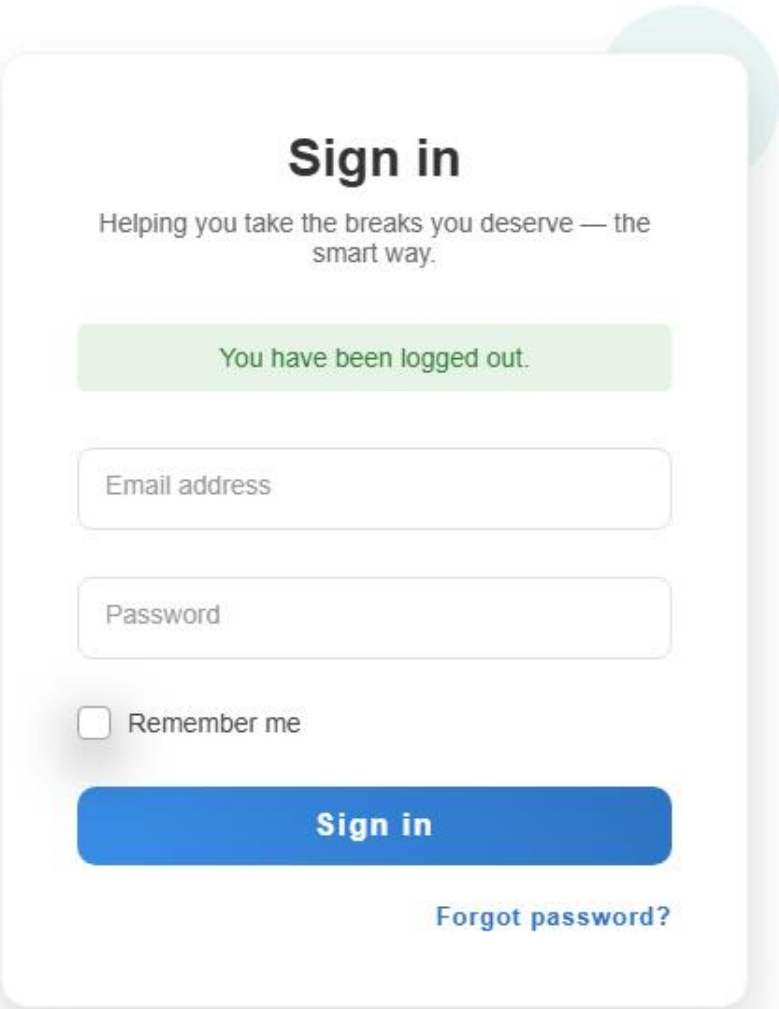 Sign in
Helping you take the breaks you deserve — the
smart way.
You have been logged out.
Email address
Password
Remember me
Sign in
Forgot password?